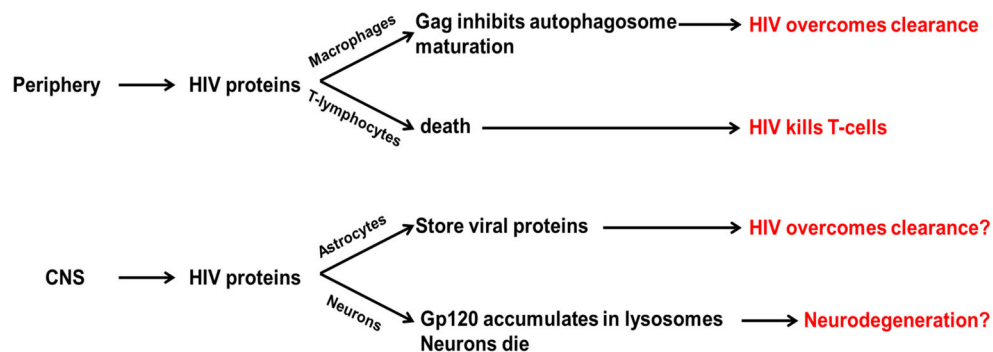 Macrophages
Gag inhibits autophagosome
maturation
HIV overcomes clearance
Periphery
HIV proteins
T-lymphocytes
death
HIV kills T-cells
Astrocytes
Store viral proteins
HIV overcomes clearance?
CNS
HIV proteins
Neurons
Gp120 accumulates in lysosomes
Neurons die
Neurodegeneration?